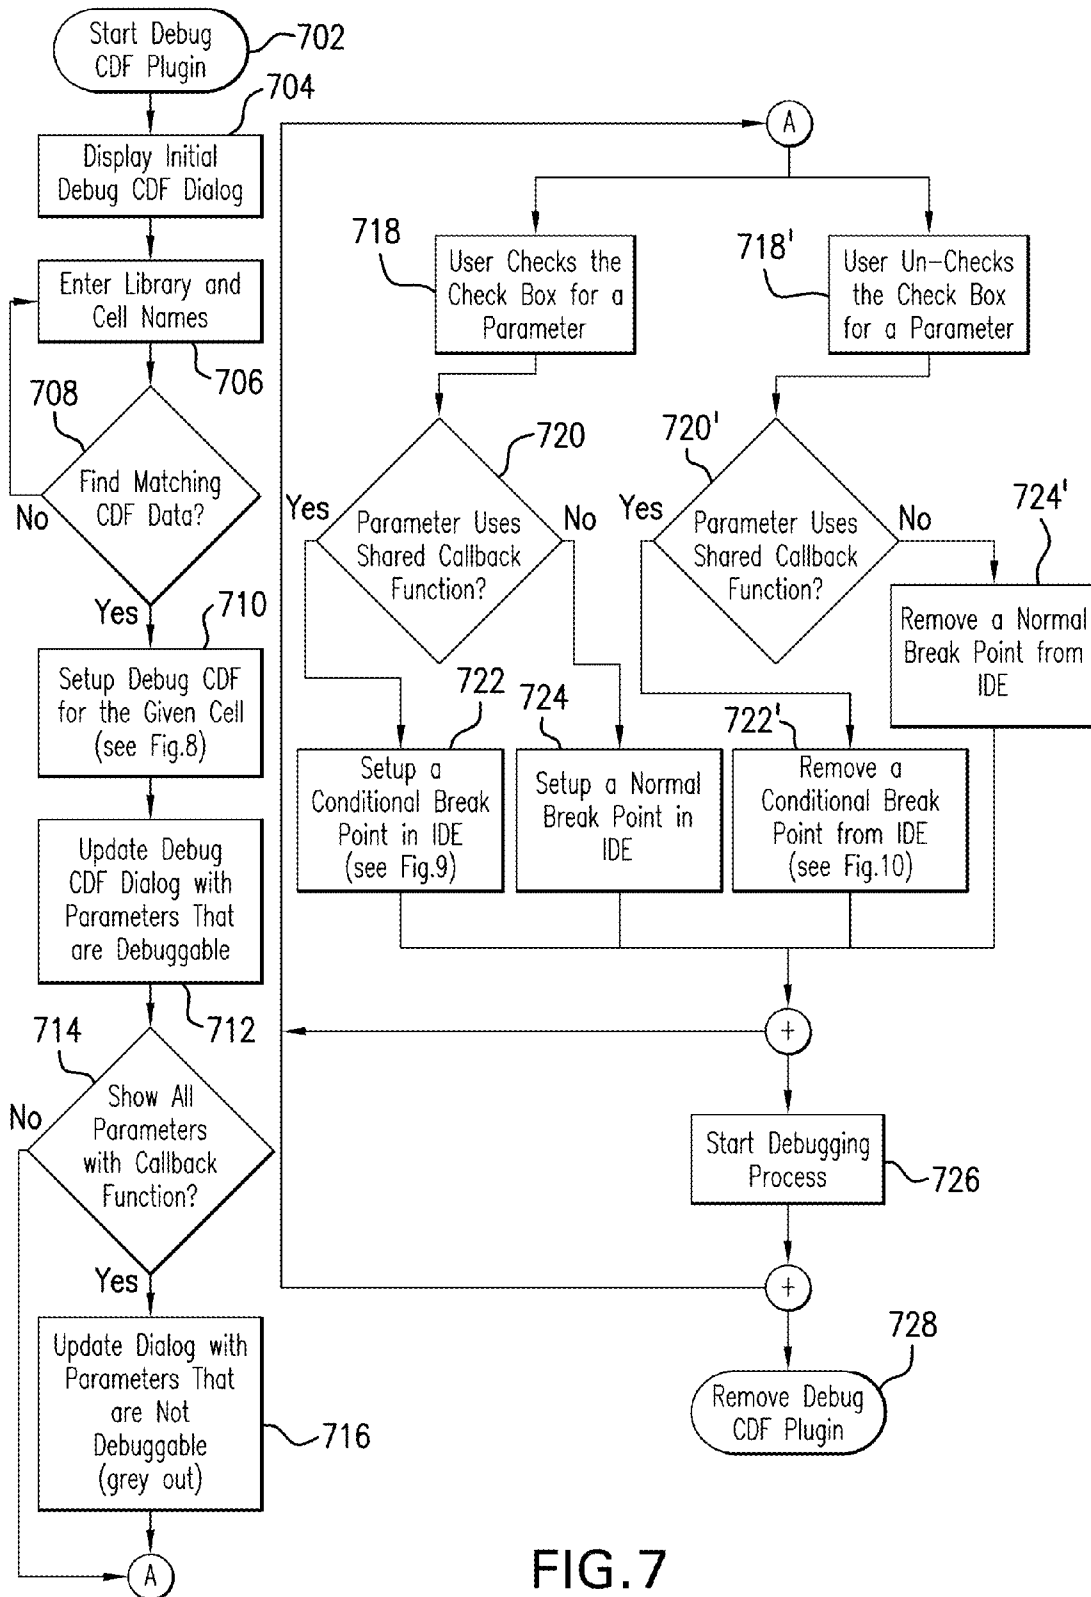 Start Debug
CDF Plugin
702
704
Display Initial
Debug CDF Dialog
Enter Library and
Cell Names
706
708
Find Matching
CDF Data?
No
Yes
710
Setup Debug CDF
for the Given Cell
(see Fig.8)
Update Debug
CDF Dialog with
Parameters That
are Debuggable
712
714
Show All
Parameters
with Callback
Function?
No
Yes
Update Dialog with
Parameters That
are Not
Debuggable
(grey out)
716
A
A
718
User Checks the
Check Box for a
Parameter
718'
User Un-Checks
the Check Box
for a Parameter
720
Yes
Parameter Uses
Shared Callback
Function?
No
720'
Yes
Parameter Uses
Shared Callback
Function?
No
724'
Remove a Normal
Break Point from
IDE
722
Setup a
Conditional Break
Point in IDE
(see Fig.9)
724
Setup a Normal
Break Point in
IDE
722'
Remove a
Conditional Break
Point from IDE
(see Fig.10)
+
Start Debugging
Process
726
+
728
Remove Debug
CDF Plugin
FIG.7